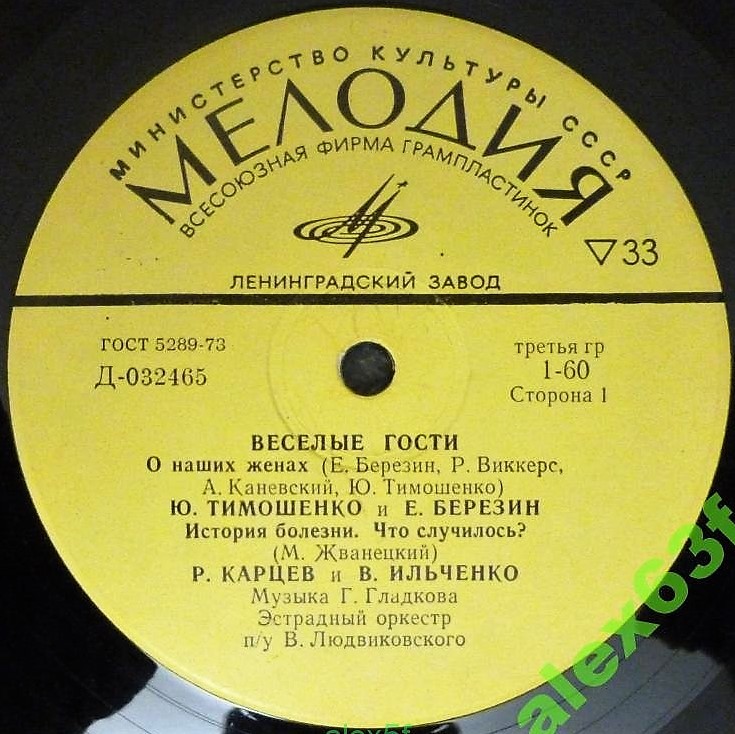 МИНИСТЕРСТВО КУЛЬТУРЫ СССР
МЕЛОДИЯ
ВСЕСОЮЗНАЯ ФИРМА ГРАМПЛАСТИНОК
▽33
ЛЕНИНГРАДСКИЙ ЗАВОД
ГОСТ 5289-73
Д-032465
третья гр
1-60
Сторона 1
ВЕСЕЛЫЕ ГОСТИ
О наших женах (Е. Березин, Р. Виккерс,
А. Каневский, Ю. Тимошенко)
Ю. ТИМОШЕНКО и Е. БЕРЕЗИН
История болезни. Что случилось?
(М. Жванецкий)
Р. КАРЦЕВ и В. ИЛЬЧЕНКО
Музыка Г. Гладкова
Эстрадный оркестр
п/у В. Людвиковского
alex63f